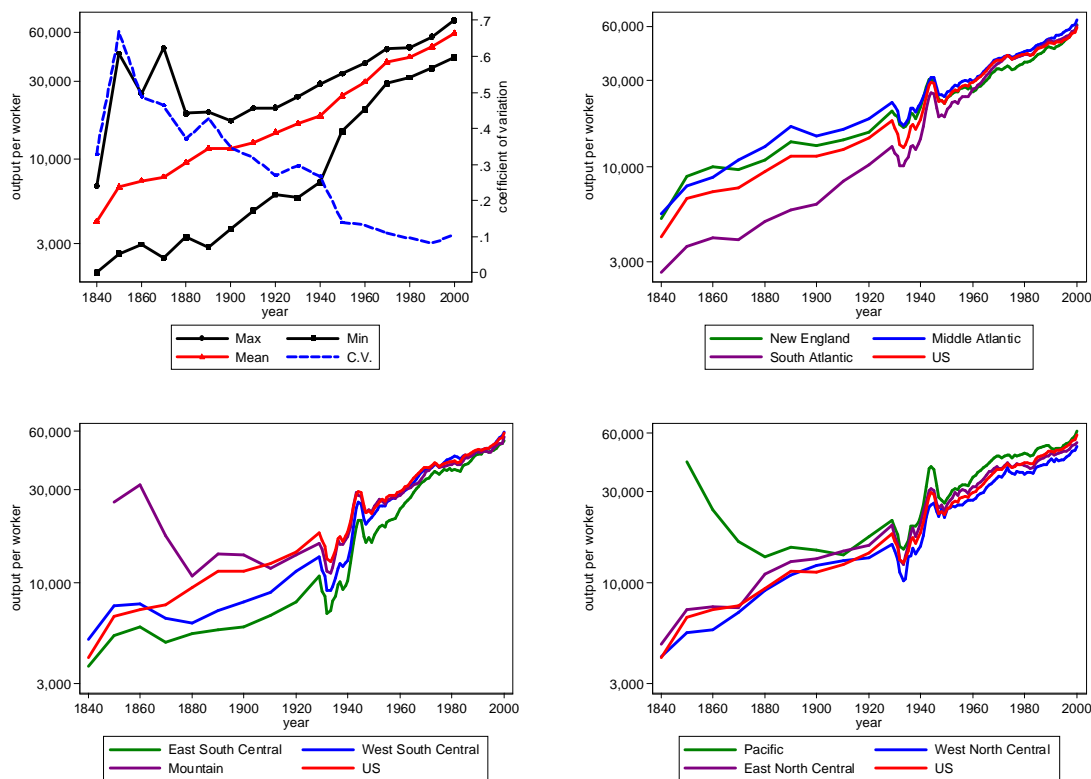 60,000
30,000
10,000
3,000
output per worker
.7
.6
.5
.4
.3
.2
.1
0
coefficient of variation
1840 1860 1880 1900 1920 1940 1960 1980 2000
year
Max Min
Mean C.V.
60,000
30,000
10,000
3,000
output per worker
1840 1860 1880 1900 1920 1940 1960 1980 2000
year
New England Middle Atlantic
South Atlantic US
60,000
30,000
10,000
3,000
output per worker
1840 1860 1880 1900 1920 1940 1960 1980 2000
year
East South Central West South Central
Mountain US
60,000
30,000
10,000
3,000
output per worker
1840 1860 1880 1900 1920 1940 1960 1980 2000
year
Pacific West North Central
East North Central US